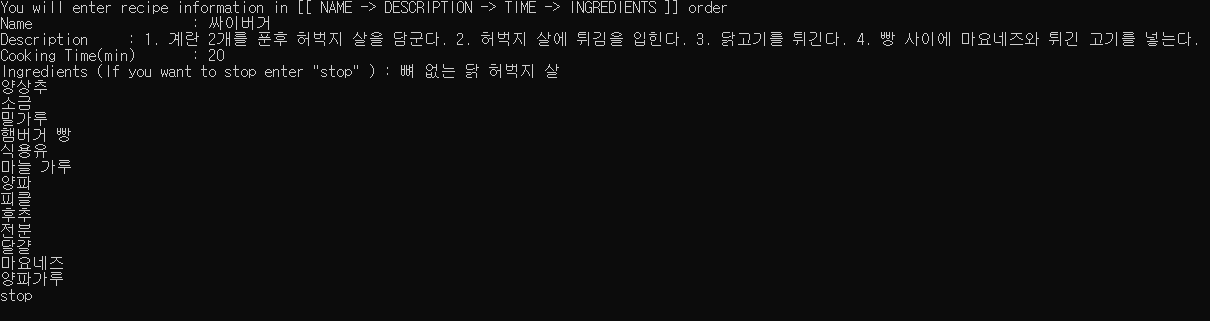 You will enter recipe information in [[ NAME -> DESCRIPTION -> TIME -> INGREDIENTS ]] order
Name : 싸이버거
Description : 1. 계란 2개를 푼후 허벅지 살을 담군다. 2. 허벅지 살에 튀김을 입힌다. 3. 닭고기를 튀긴다. 4. 빵 사이에 마요네즈와 튀긴 고기를 넣는다.
Cooking Time(min) : 20
Ingredients (If you want to stop enter "stop" ) : 뼈 없는 닭 허벅지 살
양상추
소금
밀가루
햄버거 빵
식용유
마늘 가루
양파
피클
후추
전분
달걀
마요네즈
양파가루
stop